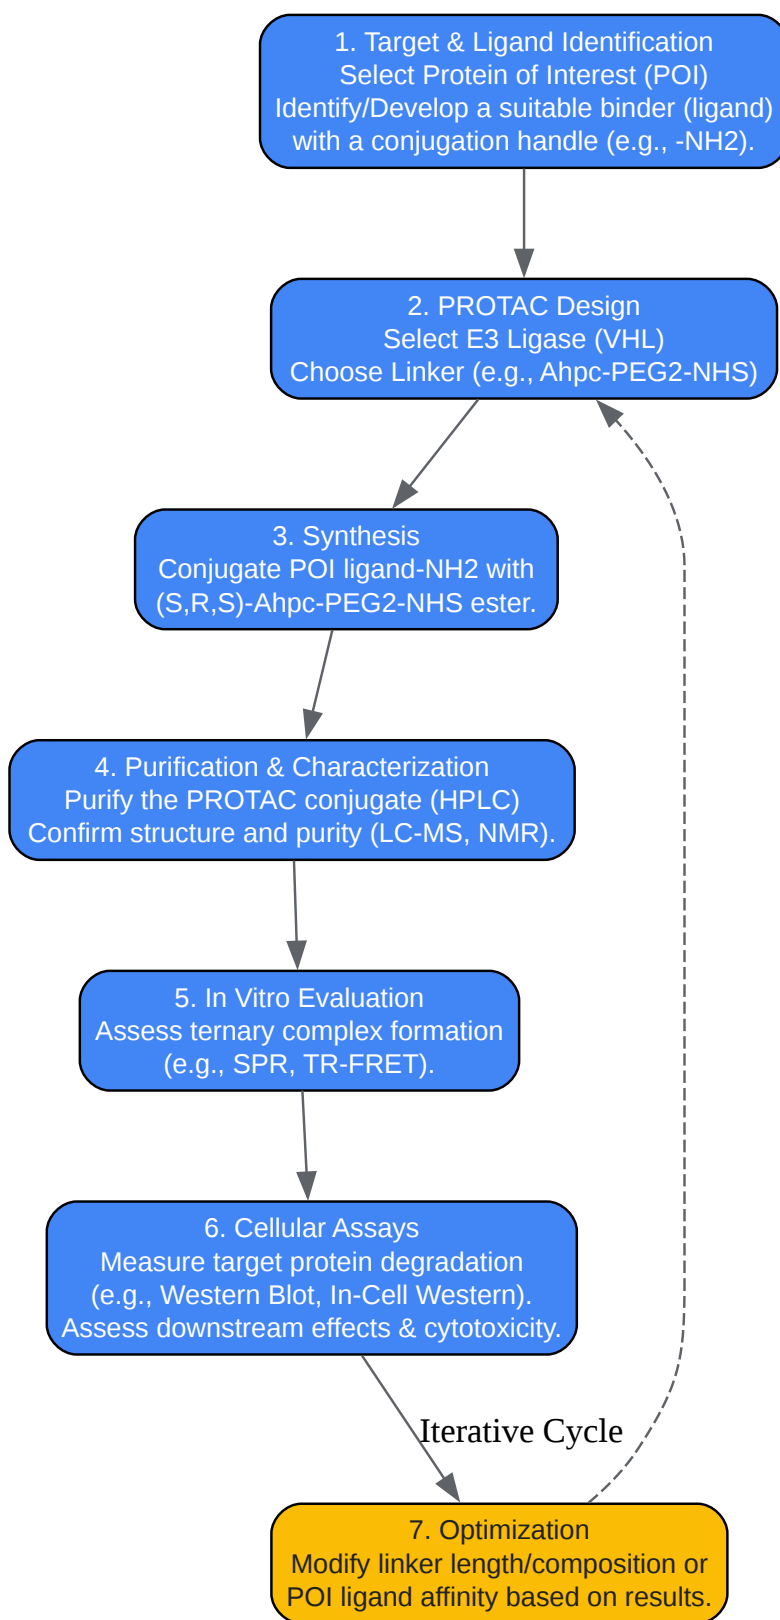 1. Target & Ligand Identification
Select Protein of Interest (POI)
Identify/Develop a suitable binder (ligand)
with a conjugation handle (e.g., -NH2).
2. PROTAC Design
Select E3 Ligase (VHL)
Choose Linker (e.g., Ahpc-PEG2-NHS)
3. Synthesis
Conjugate POI ligand-NH2 with
(S,R,S)-Ahpc-PEG2-NHS ester.
4. Purification & Characterization
Purify the PROTAC conjugate (HPLC)
Confirm structure and purity (LC-MS, NMR).
5. In Vitro Evaluation
Assess ternary complex formation
(e.g., SPR, TR-FRET).
6. Cellular Assays
Measure target protein degradation
(e.g., Western Blot, In-Cell Western).
Assess downstream effects & cytotoxicity.
Iterative Cycle
7. Optimization
Modify linker length/composition or
POI ligand affinity based on results.